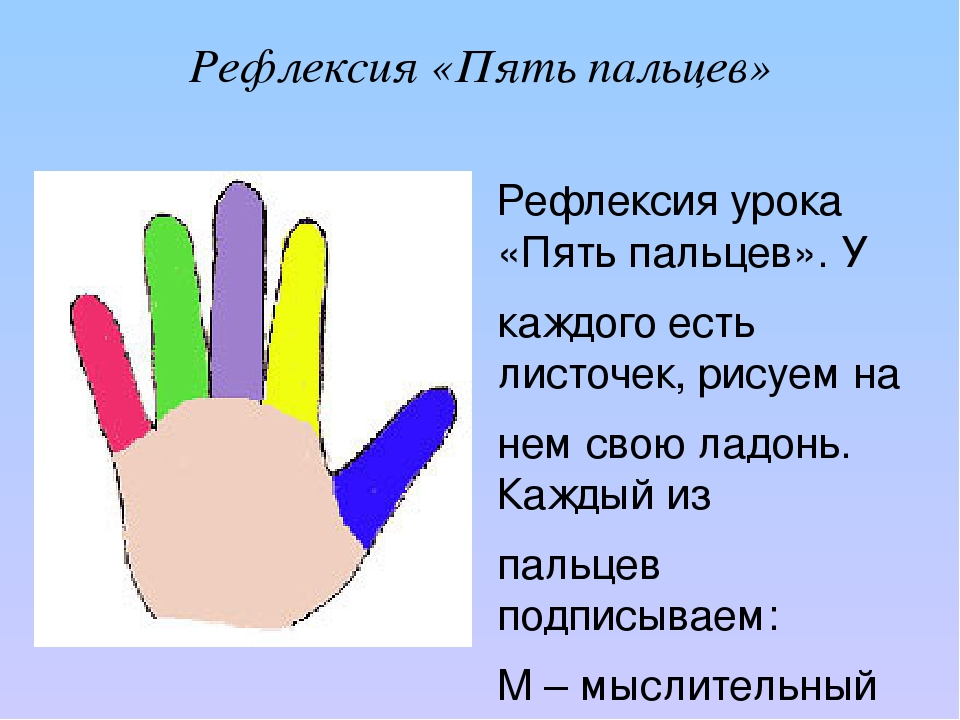 Рефлексия «Пять пальцев»
Рефлексия урока
«Пять пальцев». У
каждого есть
листочек, рисуем на
нем свою ладонь.
Каждый из
пальцев
подписываем:
М – мыслительный